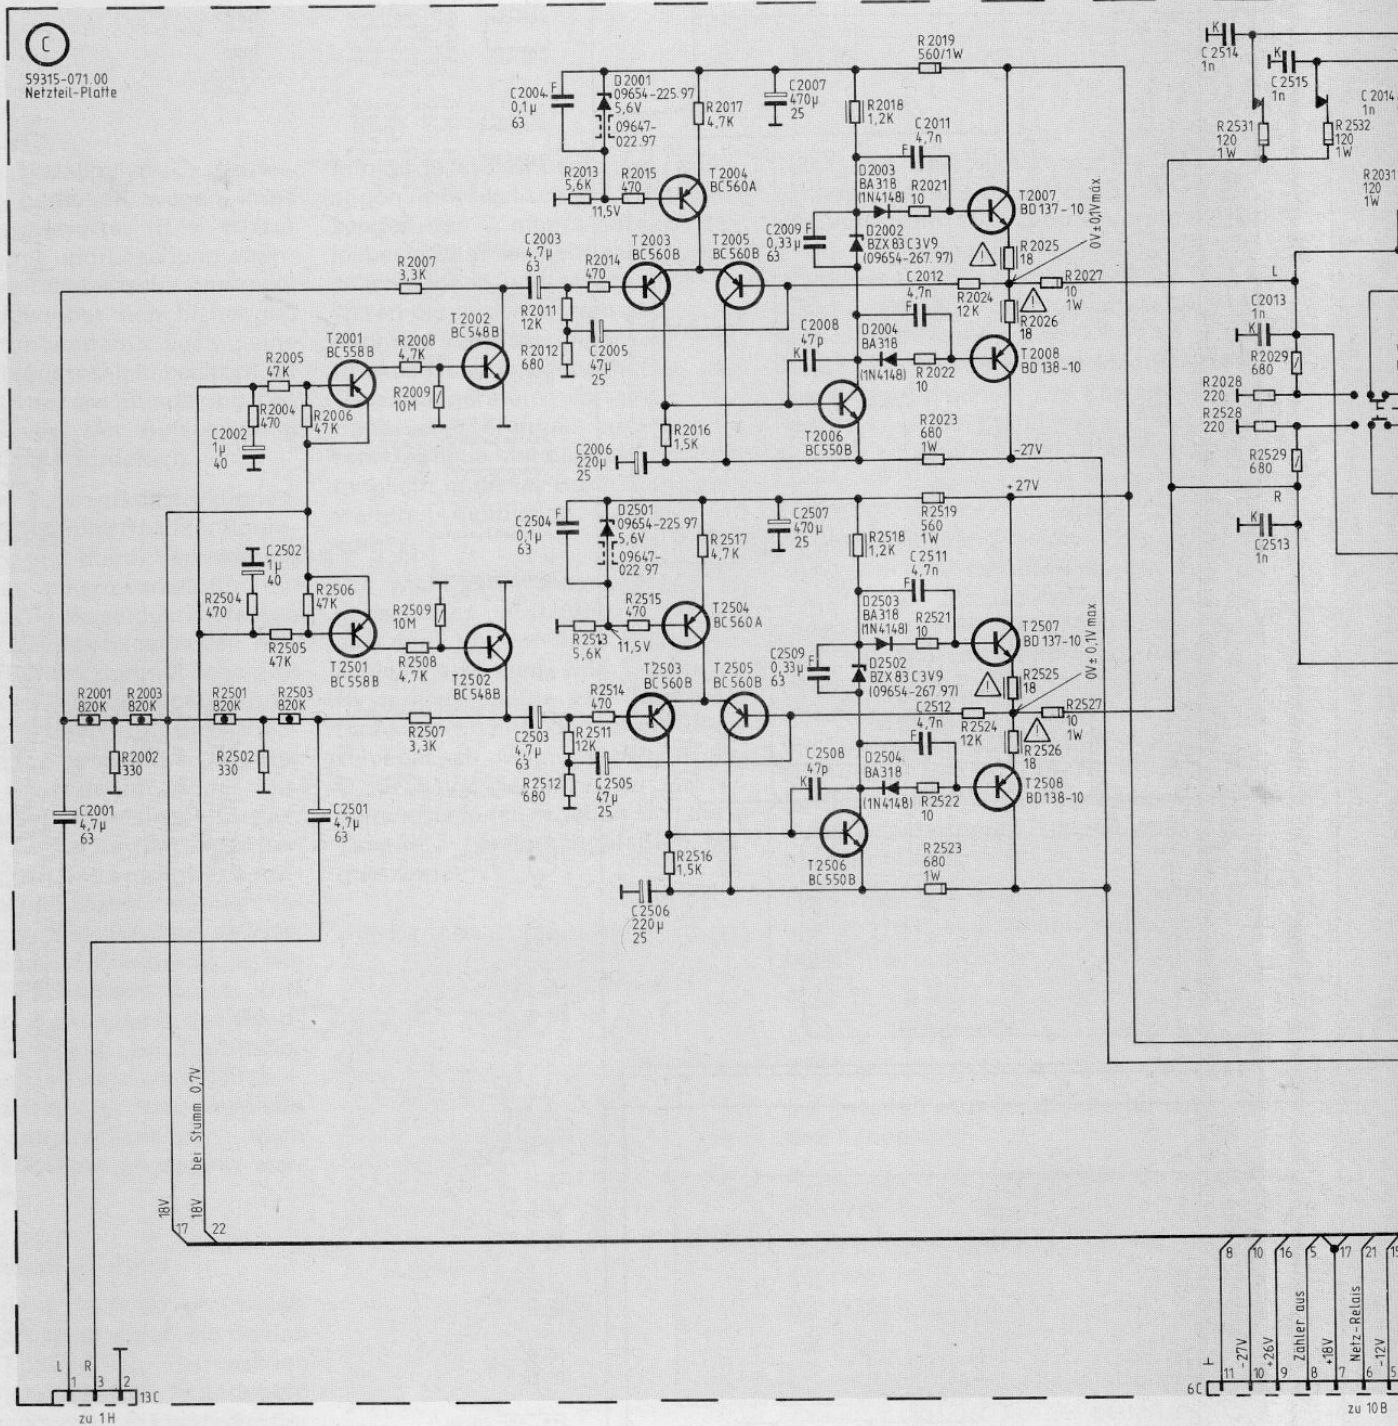 C
59315-071.00
Netzteil-Platte
R2019
560/1W
K
C2514
1n
K
C2515
1n
C2014
1n
R2531
120
1W
R2532
120
1W
R2031
120
1W
C2004
0,1µ
63
F
D2001
09654-225.97
5,6V
09647-
022.97
R2017
4,7K
C2007
470µ
25
R2018
1,2K
C2011
4,7n
F
R2013
5,6K
R2015
470
11,5V
T2004
BC560A
D2003
BA318
(1N4148)
R2021
10
T2007
BD137-10
0V±0,1V máx
C2003
4,7µ
63
R2014
470
T2003
BC560B
T2005
BC560B
C2009
0,33µ
63
F
D2002
BZX83C3V9
(09654-267.97)
!
R2025
18
R2007
3,3K
C2012
4,7n
F
R2024
12K
!
R2027
10
1W
L
R2011
12K
R2012
680
C2005
47µ
25
C2008
47p
K
D2004
BA318
(1N4148)
R2022
10
R2026
18
T2008
BD138-10
C2013
1n
K
R2029
680
R2028
220
R2528
220
R2529
680
R
K
C2513
1n
T2001
BC558B
R2005
47K
R2008
4,7K
T2002
BC548B
R2004
470
R2006
47K
R2009
10M
C2002
1µ
40
R2016
1,5K
C2006
220µ
25
T2006
BC550B
R2023
680
1W
-27V
+27V
C2504
0,1µ
63
F
D2501
09654-225.97
5,6V
09647-
022.97
R2517
4,7K
C2507
470µ
25
R2518
1,2K
R2519
560
1W
C2511
4,7n
F
C2502
1µ
40
R2504
470
R2506
47K
R2505
47K
R2509
10M
T2501
BC558B
R2508
4,7K
T2502
BC548B
R2513
5,6K
R2515
470
11,5V
T2504
BC560A
D2503
BA318
(1N4148)
R2521
10
T2507
BD137-10
0V±0,1V max
C2509
0,33µ
63
F
D2502
BZX83C3V9
(09654-267.97)
!
R2525
18
T2503
BC560B
T2505
BC560B
R2514
470
C2512
4,7n
F
R2524
12K
!
R2527
10
1W
R2001
820K
R2003
820K
R2501
820K
R2503
820K
R2002
330
R2502
330
R2507
3,3K
C2503
4,7µ
63
R2511
12K
R2512
680
C2505
47µ
25
C2508
47p
K
D2504
BA318
(1N4148)
R2522
10
R2526
18
T2508
BD138-10
C2001
4,7µ
63
C2501
4,7µ
63
R2516
1,5K
C2506
220µ
25
T2506
BC550B
R2523
680
1W
18V
18V bei Stumm 0,7V
17
22
8
10
16
5
17
21
-27V
+26V
Zähler aus
+18V
Netz-Relais
-12V
L
R
1
3
2
13C
zu 1H
6C
11
10
9
8
7
6
5
zu 10B